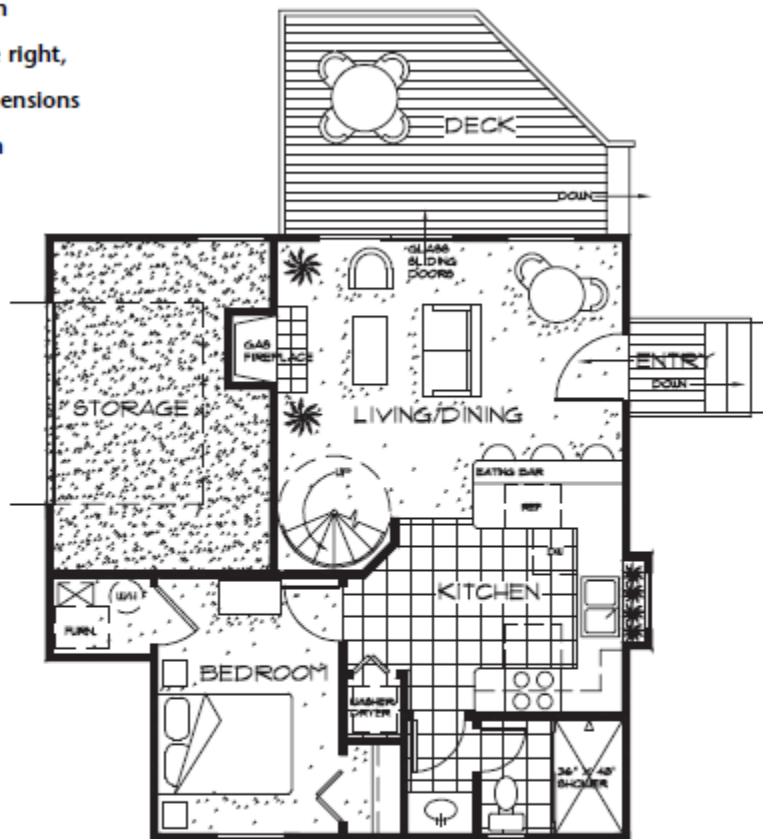 right,
ensions
DECK
DOWN
GLASS
SLIDING
DOORS
GAS
FIREPLACE
ENTRY
DOWN
STORAGE
LIVING/DINING
UP
EATING BAR
REF
DW
KITCHEN
W/H
FURN.
BEDROOM
WASHER/
DRYER
36" X 48"
SHOWER